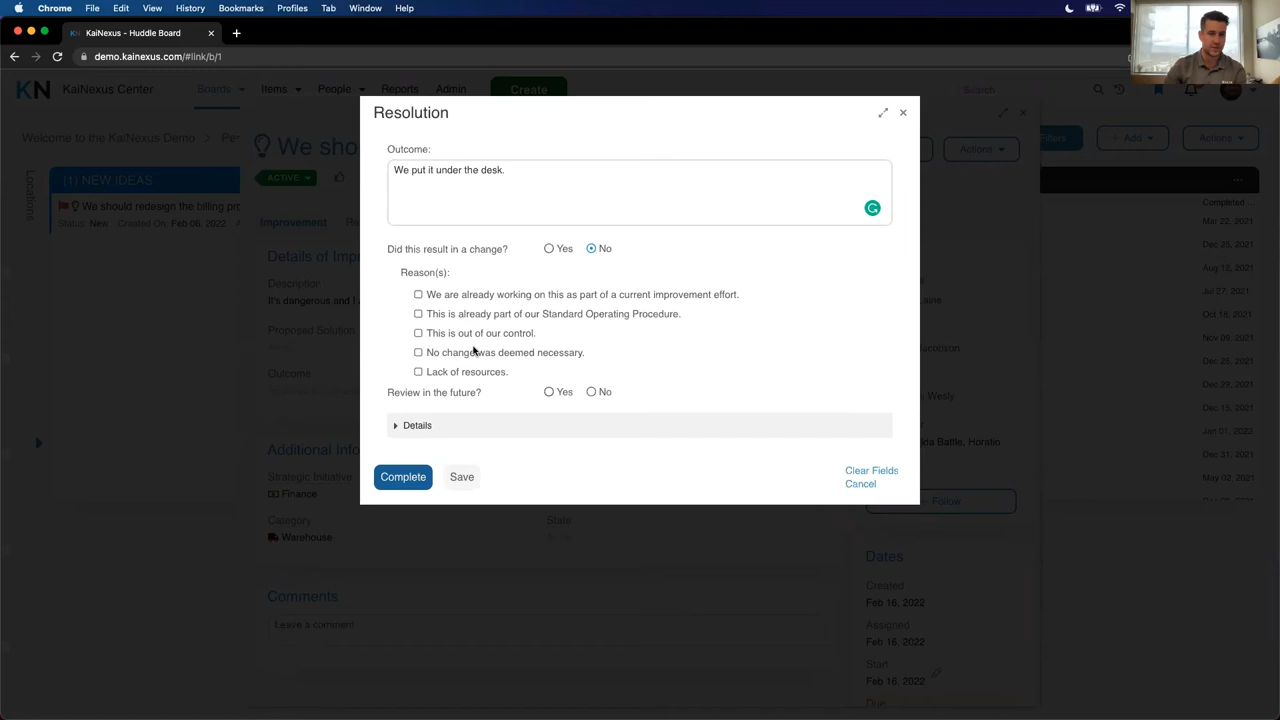 Chrome File Edit View History Bookmarks Profiles Tab Window Help
KN KaiNexus - Huddle Board
demo.kainexus.com/#link/b/1
KN KaiNexus Center Boards Items People Reports Admin Create Search
Welcome to the KaiNexus Demo > Filters + Add Actions
We sho Actions
Locations
(1) NEW IDEAS
ACTIVE
We should redesign the billing pro
Status: New Created On: Feb 08, 2022
Improvement
Details of Imp
Description
It's dangerous and I
Proposed Solution
Outcome
Additional Info
Strategic Initiative
Finance
Category
Warehouse
State
Comments
Leave a comment
Resolution
Outcome:
We put it under the desk.
Did this result in a change? Yes No
Reason(s):
We are already working on this as part of a current improvement effort.
This is already part of our Standard Operating Procedure.
This is out of our control.
No change was deemed necessary.
Lack of resources.
Review in the future? Yes No
Details
Complete Save
Clear Fields
Cancel
Wesly
Battle, Horatio
Follow
Dates
Created
Feb 16, 2022
Assigned
Feb 16, 2022
Start
Feb 16, 2022
Due
Completed ...
Mar 22, 2021
Dec 25, 2021
Aug 12, 2021
Jul 27, 2021
Oct 16, 2021
Nov 09, 2021
Dec 25, 2021
Dec 29, 2021
Dec 15, 2021
Jan 01, 2022
Dec 31, 2021
May 02, 2021